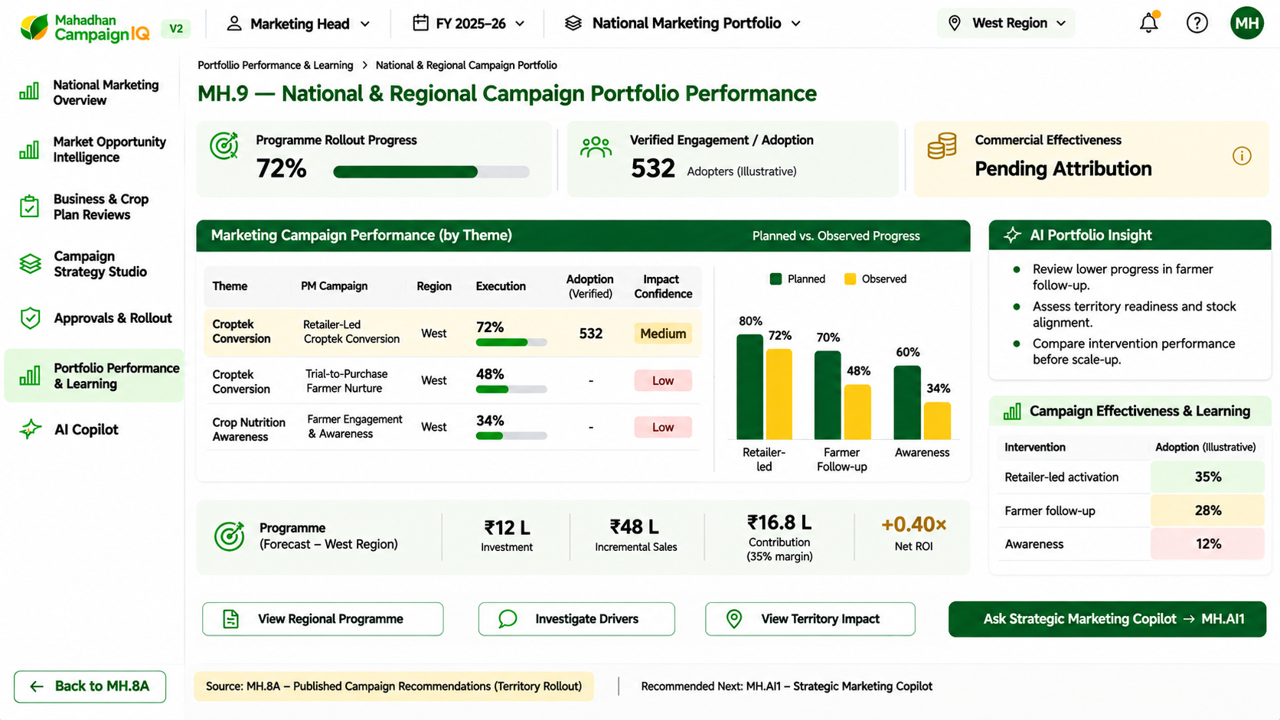 Mahadhan
CampaignIQ
V2
Marketing Head
FY 2025–26
National Marketing Portfolio
West Region
MH
National Marketing
Overview
Market Opportunity
Intelligence
Business & Crop
Plan Reviews
Campaign
Strategy Studio
Approvals & Rollout
Portfolio Performance
& Learning
AI Copilot
Back to MH.8A
Portfollio Performance & Learning > National & Regional Campaign Portfolio
MH.9 — National & Regional Campaign Portfolio Performance
Programme Rollout Progress
72%
Verified Engagement / Adoption
532 Adopters (Illustrative)
Commercial Effectiveness
Pending Attribution
Marketing Campaign Performance (by Theme)
Planned vs. Observed Progress
Theme PM Campaign Region Execution Adoption (Verified) Impact Confidence
Croptek Conversion Retailer-Led Croptek Conversion West 72% 532 Medium
Croptek Conversion Trial-to-Purchase Farmer Nurture West 48% - Low
Crop Nutrition Awareness Farmer Engagement & Awareness West 34% - Low
Planned Observed
80% 72% 70% 48% 60% 34%
Retailer-led
Farmer Follow-up
Awareness
AI Portfolio Insight
Review lower progress in farmer
follow-up.
Assess territory readiness and stock
alignment.
Compare intervention performance
before scale-up.
Campaign Effectiveness & Learning
Intervention Adoption (Illustrative)
Retailer-led activation 35%
Farmer follow-up 28%
Awareness 12%
Programme
(Forecast – West Region)
₹12 L
Investment
₹48 L
Incremental Sales
₹16.8 L
Contribution
(35% margin)
+0.40×
Net ROI
View Regional Programme
Investigate Drivers
View Territory Impact
Ask Strategic Marketing Copilot → MH.AI1
Source: MH.8A – Published Campaign Recommendations (Territory Rollout)
Recommended Next: MH.AI1 – Strategic Marketing Copilot